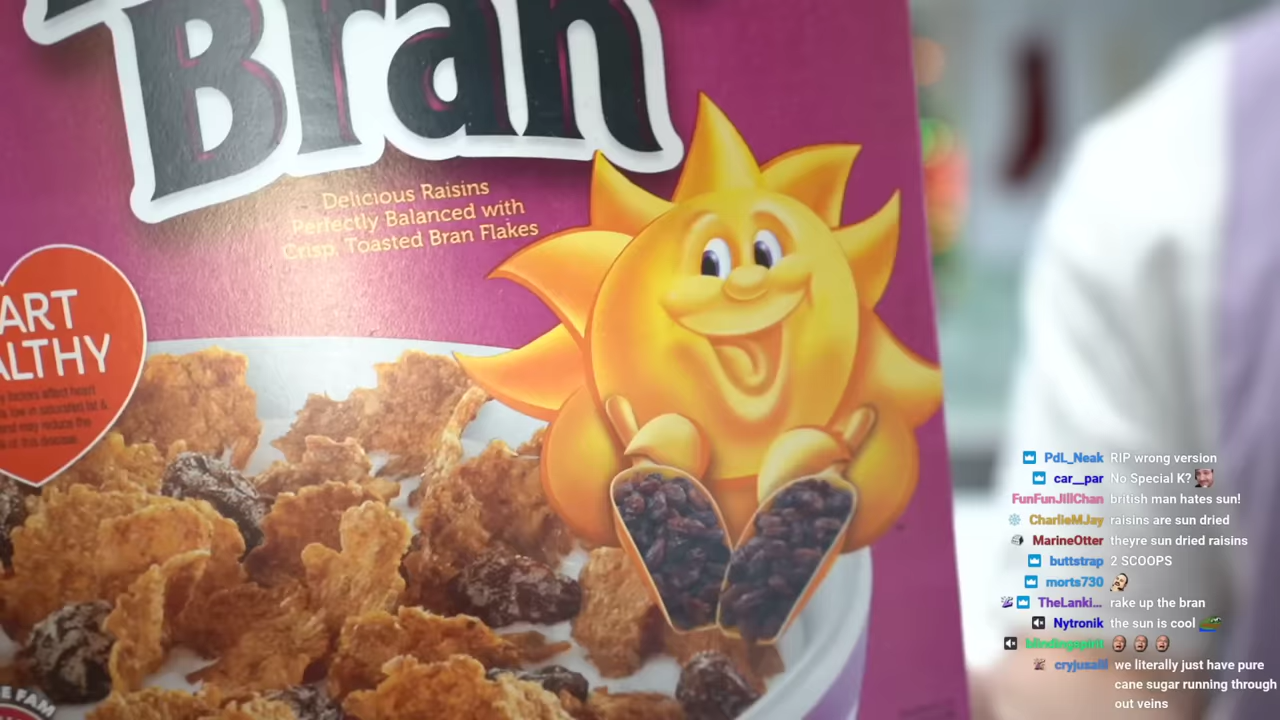 Bran
Delicious Raisins
Perfectly Balanced with
Crisp, Toasted Bran Flakes
ART
ALTHY
PdL_Neak RIP wrong version
car__par No Special K?
FunFunJillChan british man hates sun!
CharlieMJay raisins are sun dried
MarineOtter theyre sun dried raisins
buttstrap 2 SCOOPS
morts730
TheLanki… rake up the bran
Nytronik the sun is cool
cryjusaiii we literally just have pure
cane sugar running through
out veins
E FAM